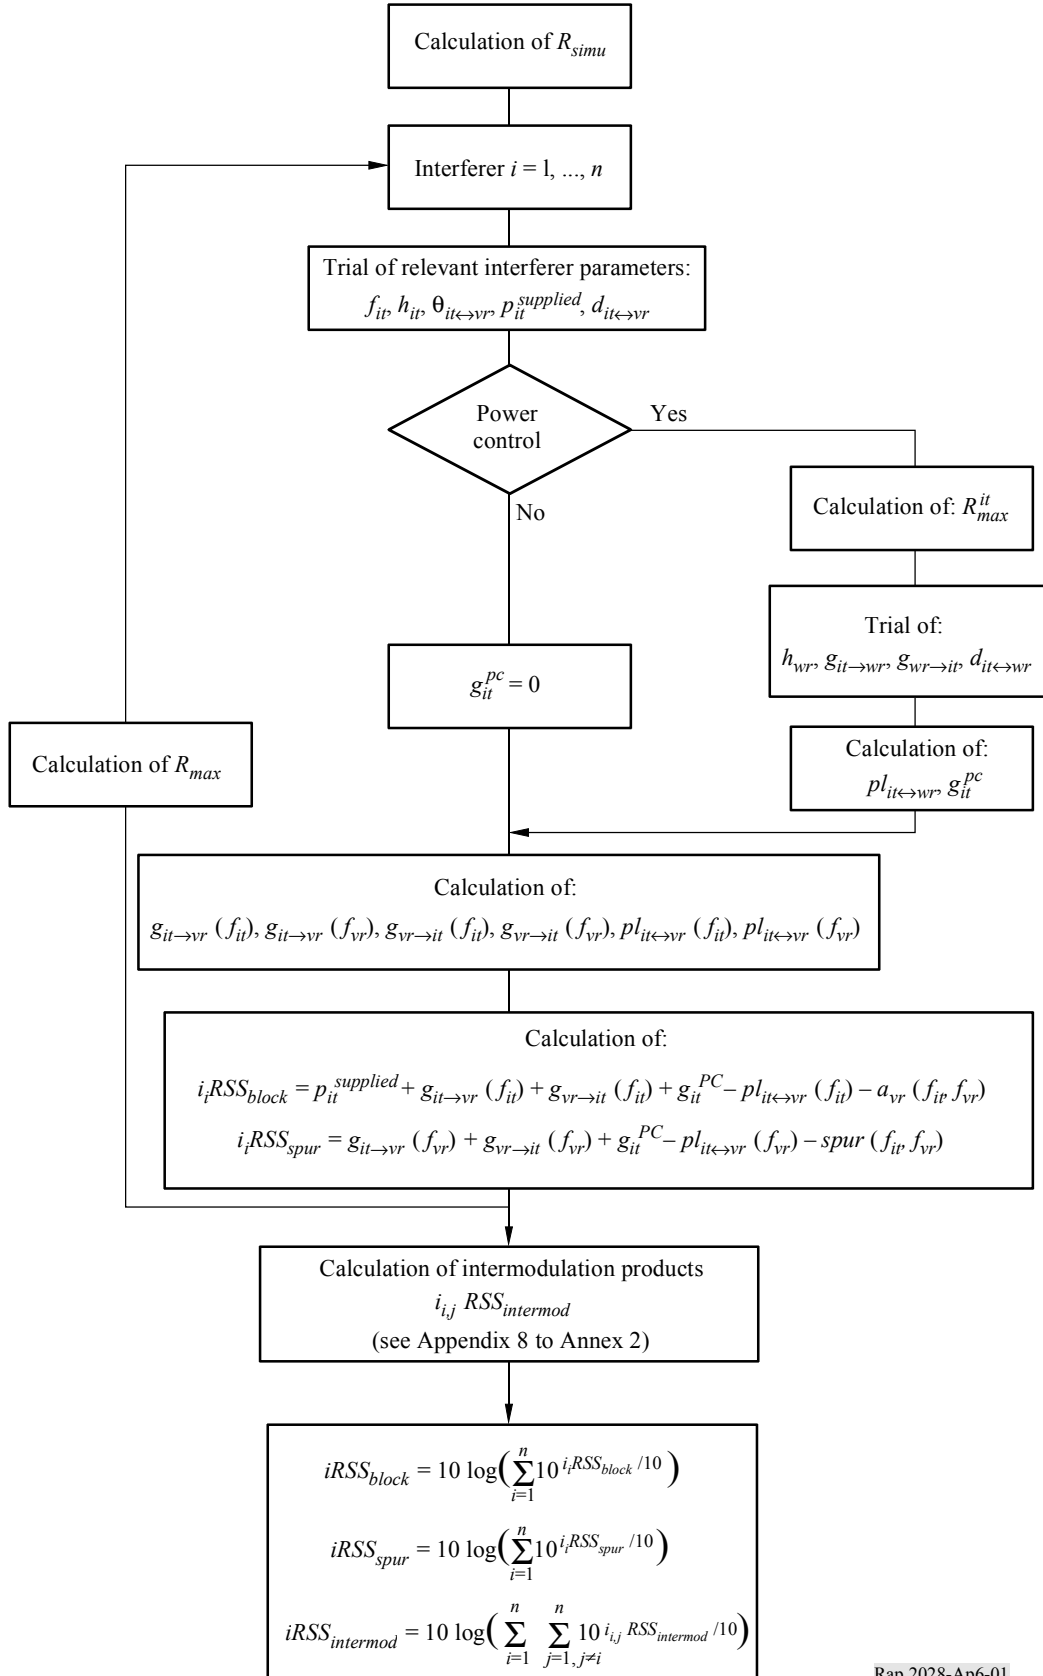 Calculation of R_simu
Interferer i = l, ..., n
Trial of relevant interferer parameters:
f_it, h_it, θ_it↔vr, p_it^supplied, d_it↔vr
Power
control
Yes
No
Calculation of: R_max^it
Trial of:
h_wr, g_it→wr, g_wr→it, d_it↔wr
g_it^pc = 0
Calculation of R_max
Calculation of:
pl_it↔wr, g_it^pc
Calculation of:
g_it→vr (f_it), g_it→vr (f_vr), g_vr→it (f_it), g_vr→it (f_vr), pl_it↔vr (f_it), pl_it↔vr (f_vr)
Calculation of:
i_iRSS_block = p_it^supplied + g_it→vr (f_it) + g_vr→it (f_it) + g_it^PC – pl_it↔vr (f_it) – a_vr (f_it, f_vr)
i_iRSS_spur = g_it→vr (f_vr) + g_vr→it (f_vr) + g_it^PC – pl_it↔vr (f_vr) – spur (f_it, f_vr)
Calculation of intermodulation products
i_i,j RSS_intermod
(see Appendix 8 to Annex 2)
iRSS_block = 10 log(∑_{i=1}^{n} 10^{i_iRSS_block /10})
iRSS_spur = 10 log(∑_{i=1}^{n} 10^{i_iRSS_spur /10})
iRSS_intermod = 10 log(∑_{i=1}^{n} ∑_{j=1, j≠i}^{n} 10^{i_i,j RSS_intermod /10})
Rap 2028-Ap6-01